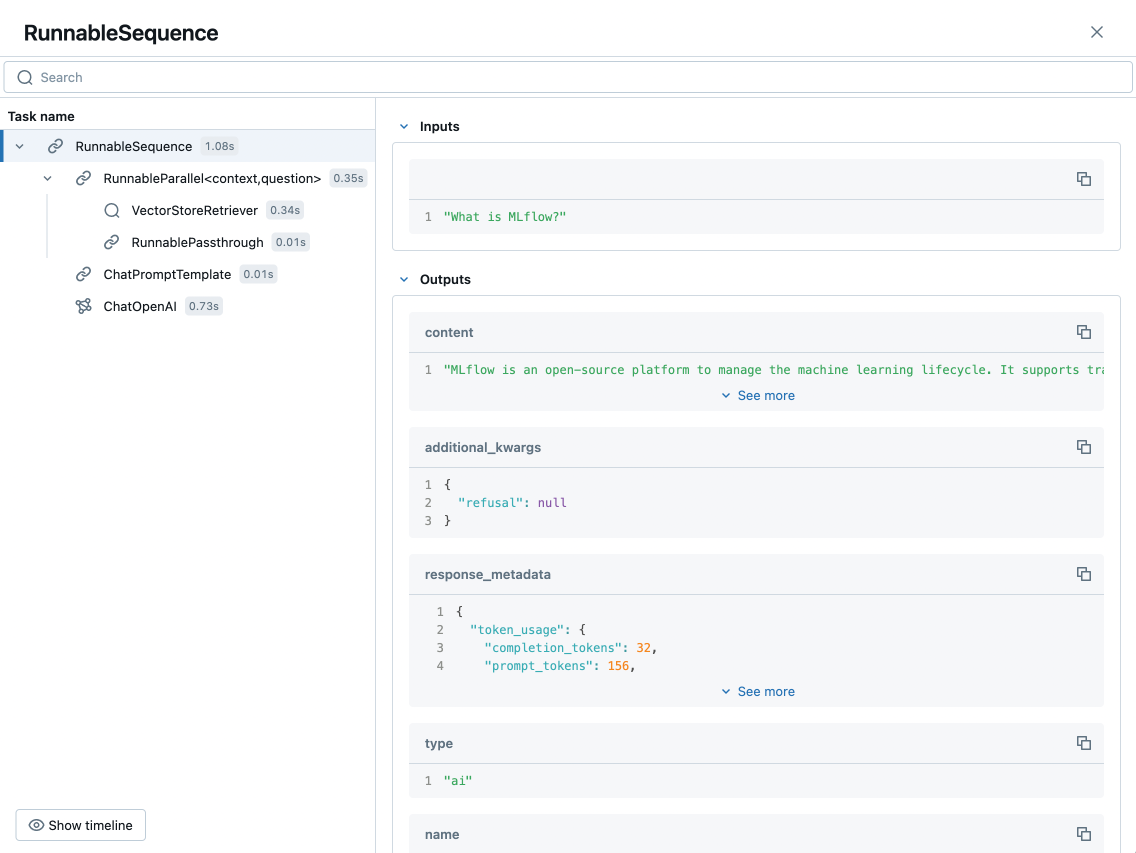 RunnableSequence
Search
Task name
RunnableSequence 1.08s
RunnableParallel<context,question> 0.35s
VectorStoreRetriever 0.34s
RunnablePassthrough 0.01s
ChatPromptTemplate 0.01s
ChatOpenAI 0.73s
Show timeline
Inputs
1 "What is MLflow?"
Outputs
content
1 "MLflow is an open-source platform to manage the machine learning lifecycle. It supports tra
See more
additional_kwargs
1 {
2 "refusal": null
3 }
response_metadata
1 {
2 "token_usage": {
3 "completion_tokens": 32,
4 "prompt_tokens": 156,
See more
type
1 "ai"
name